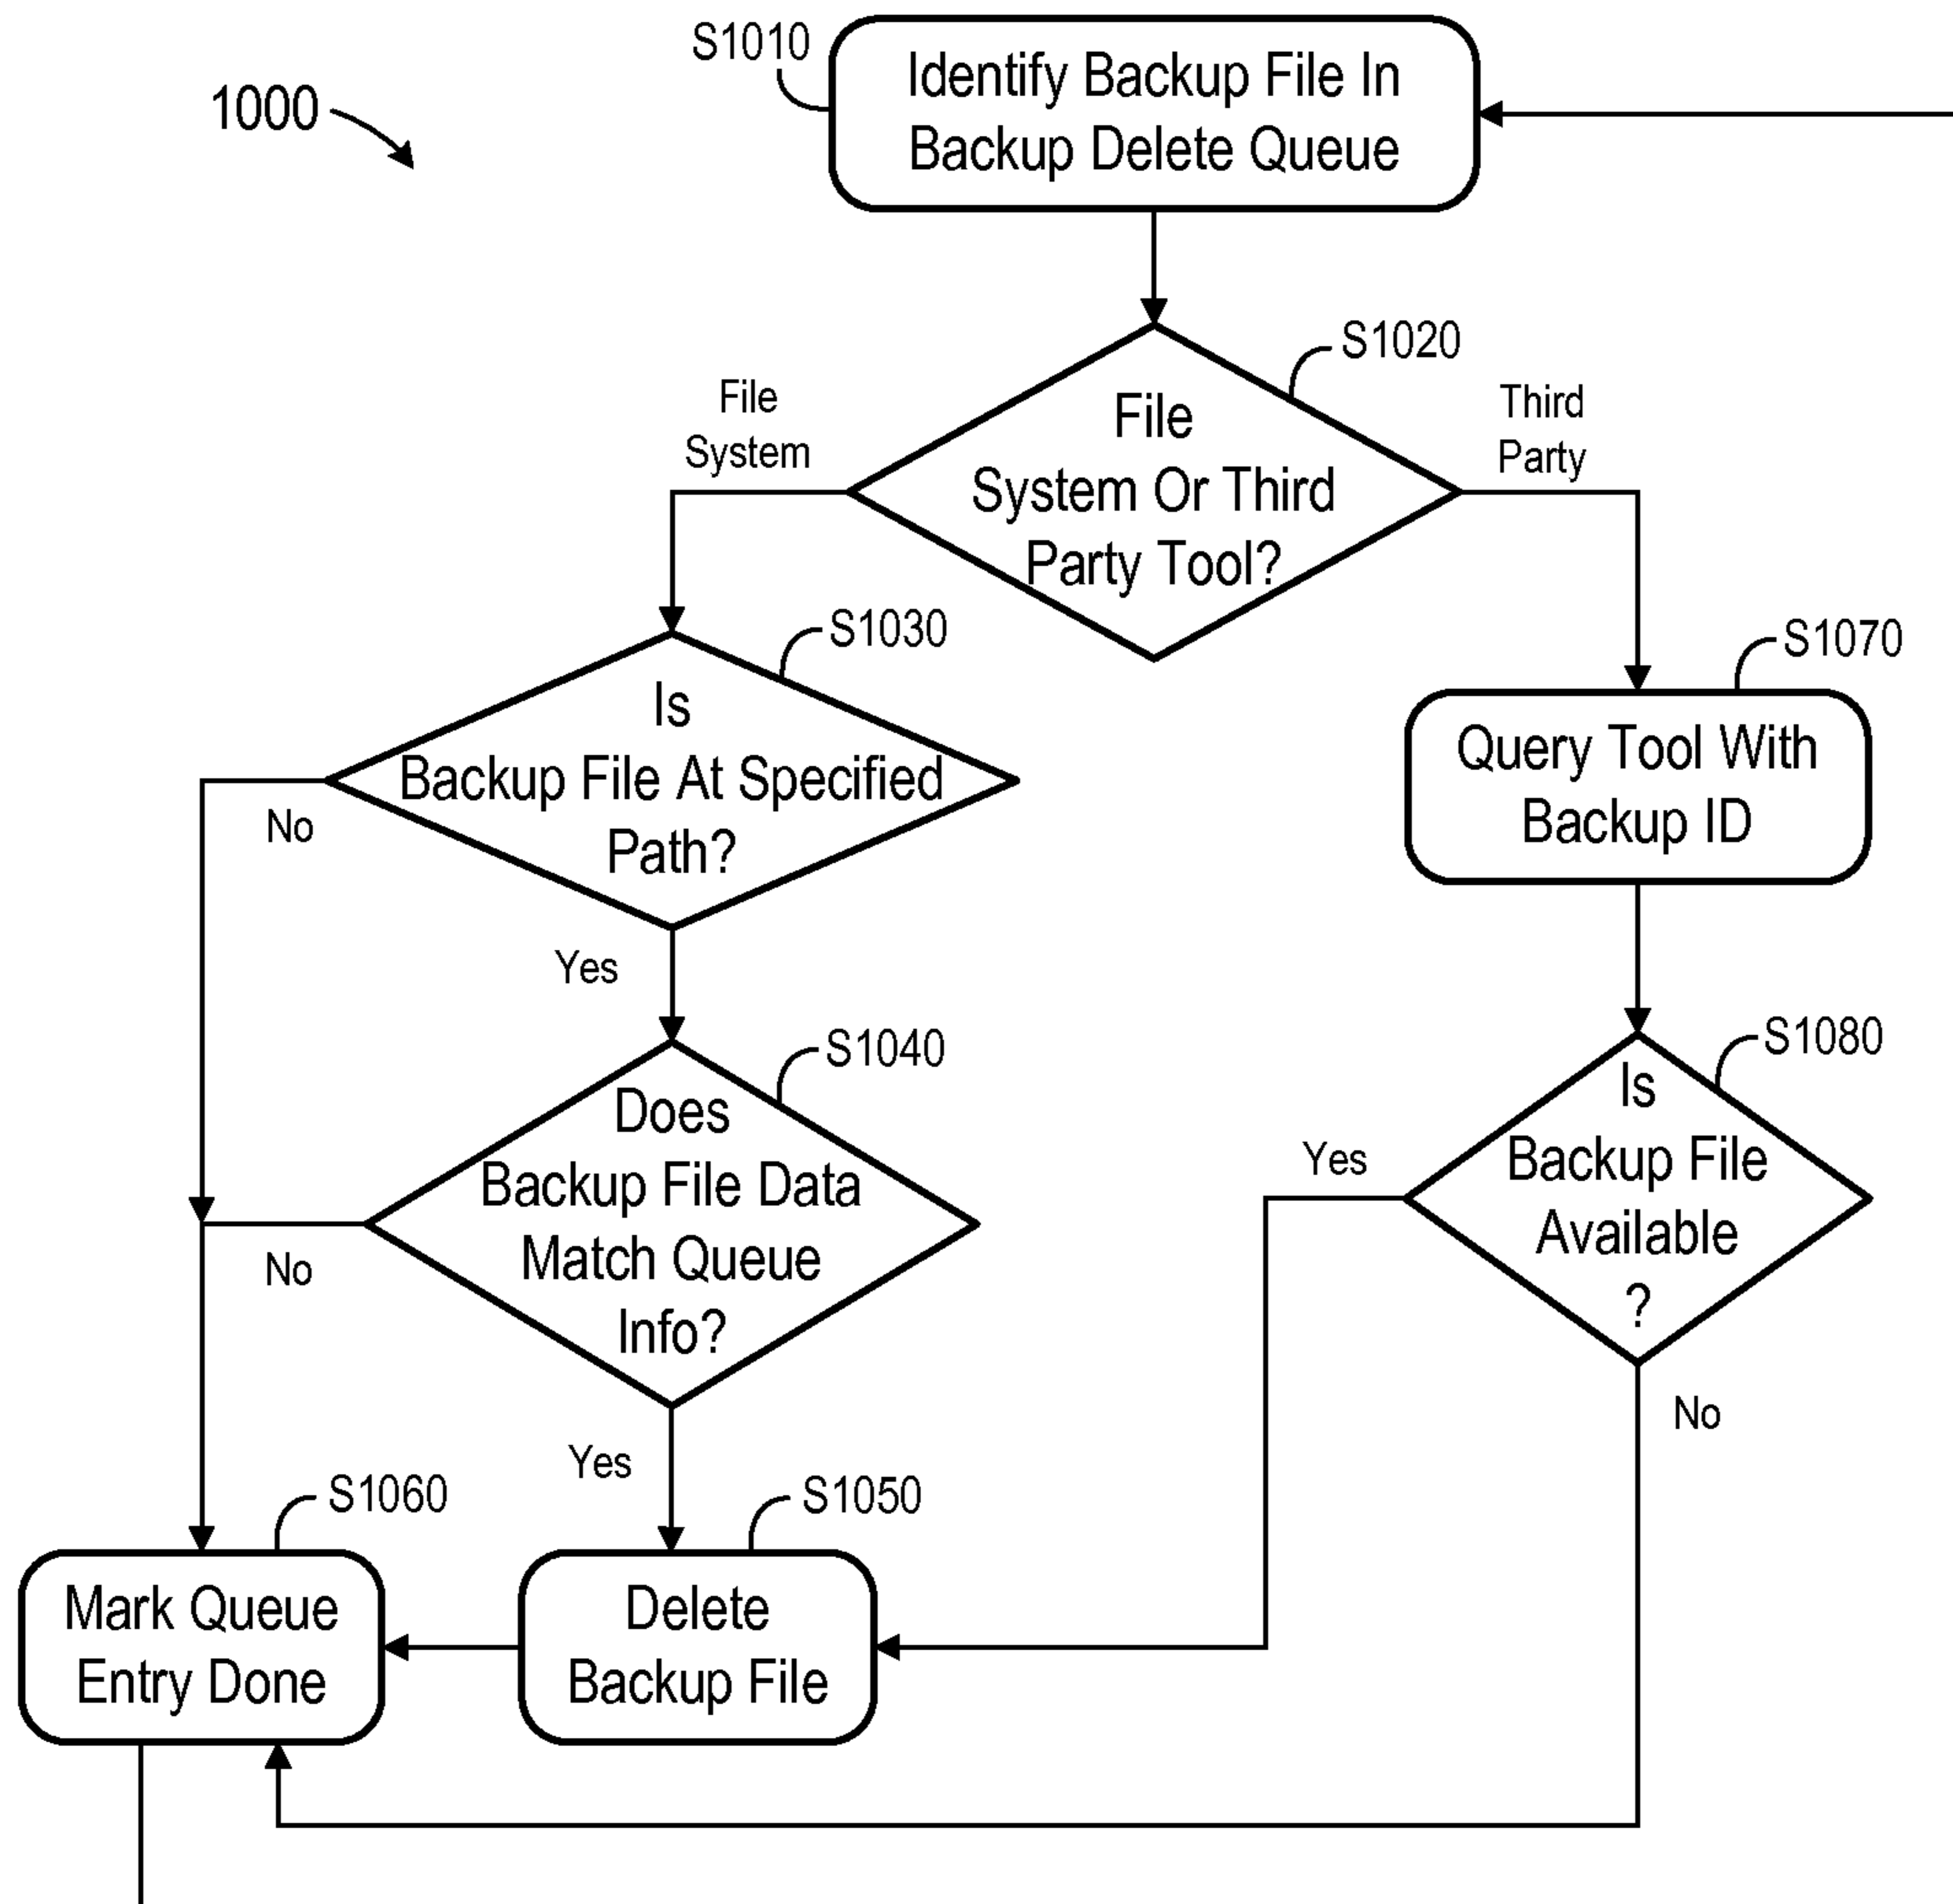 1000
S1010
Identify Backup File In
Backup Delete Queue
S1020
File
System Or Third
Party Tool?
File
System
Third
Party
S1030
Is
Backup File At Specified
Path?
No
Yes
S1070
Query Tool With
Backup ID
S1040
Does
Backup File Data
Match Queue
Info?
No
Yes
S1080
Is
Backup File
Available
?
Yes
No
S1060
Mark Queue
Entry Done
S1050
Delete
Backup File